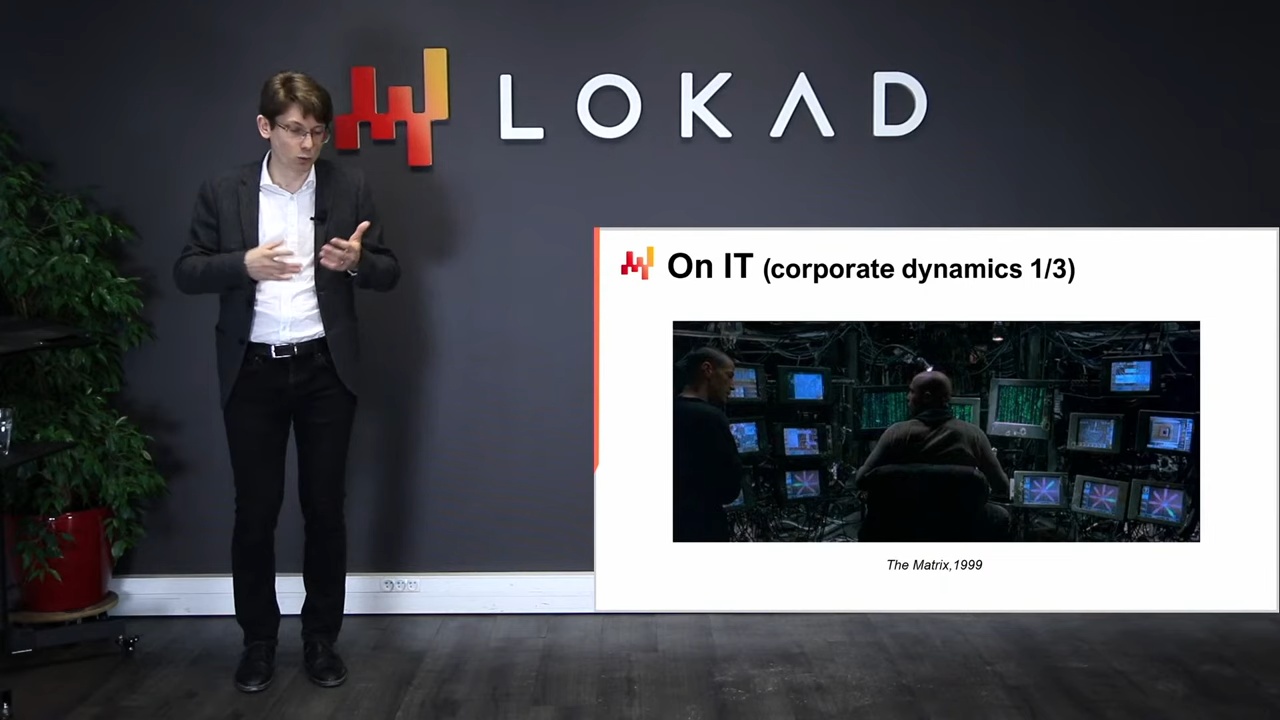 LOKAD
On IT (corporate dynamics 1/3)
The Matrix,1999